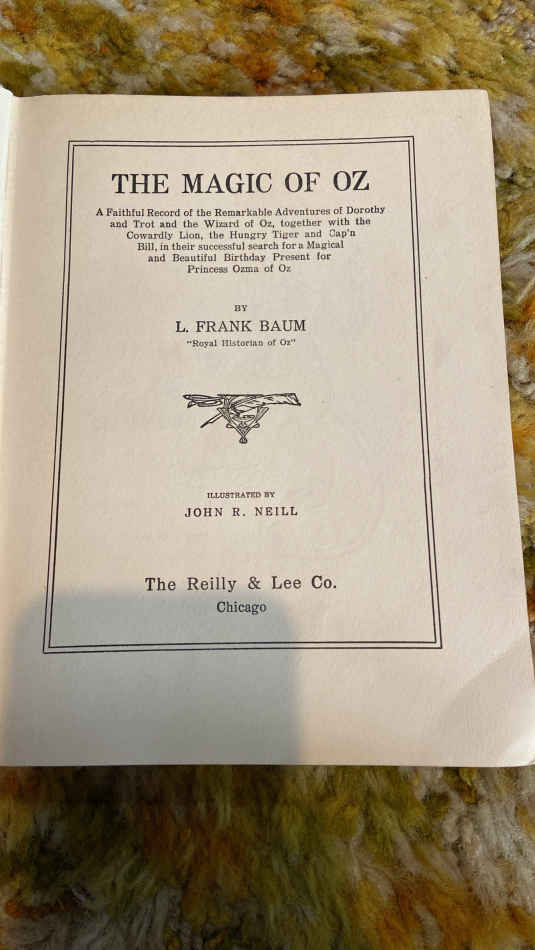 THE MAGIC OF OZ
A Faithful Record of the Remarkable Adventures of Dorothy
and Trot and the Wizard of Oz, together with the
Cowardly Lion, the Hungry Tiger and Cap'n
Bill, in their successful search for a Magical
and Beautiful Birthday Present for
Princess Ozma of Oz
BY
L. FRANK BAUM
"Royal Historian of Oz"
ILLUSTRATED BY
JOHN R. NEILL
The Reilly & Lee Co.
Chicago